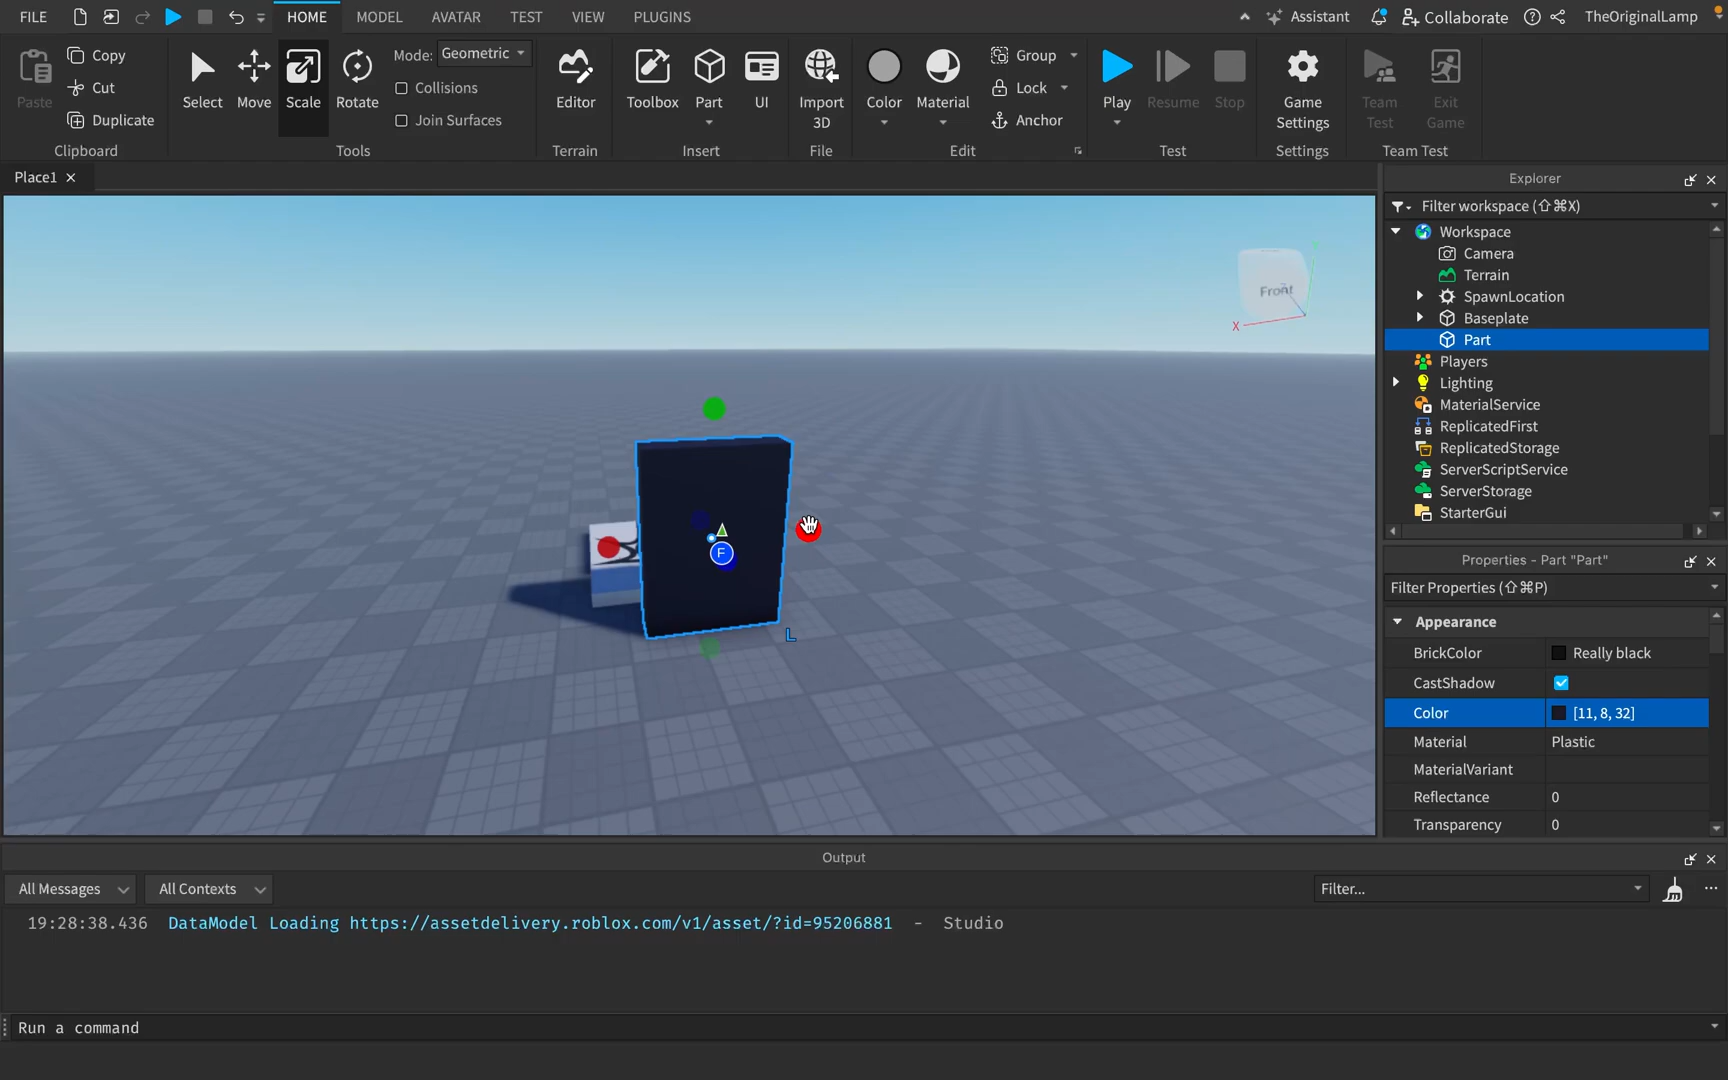 FILE HOME MODEL AVATAR TEST VIEW PLUGINS Assistant Collaborate TheOriginalLamp
Paste Copy Cut Duplicate Select Move Scale Rotate Mode: Geometric Collisions Join Surfaces Editor Toolbox Part UI Import 3D Color Material Group Lock Anchor Play Resume Stop Game Settings Team Test Exit Game
Clipboard Tools Terrain Insert File Edit Test Settings Team Test
Place1
Explorer
Filter workspace (⇧⌘X)
Workspace
Camera
Terrain
SpawnLocation
Baseplate
Part
Players
Lighting
MaterialService
ReplicatedFirst
ReplicatedStorage
ServerScriptService
ServerStorage
StarterGui
Front
X
F
L
Properties - Part "Part"
Filter Properties (⇧⌘P)
Appearance
BrickColor Really black
CastShadow
Color [11, 8, 32]
Material Plastic
MaterialVariant
Reflectance 0
Transparency 0
Output
All Messages All Contexts Filter...
19:28:38.436 DataModel Loading https://assetdelivery.roblox.com/v1/asset/?id=95206881 - Studio
Run a command